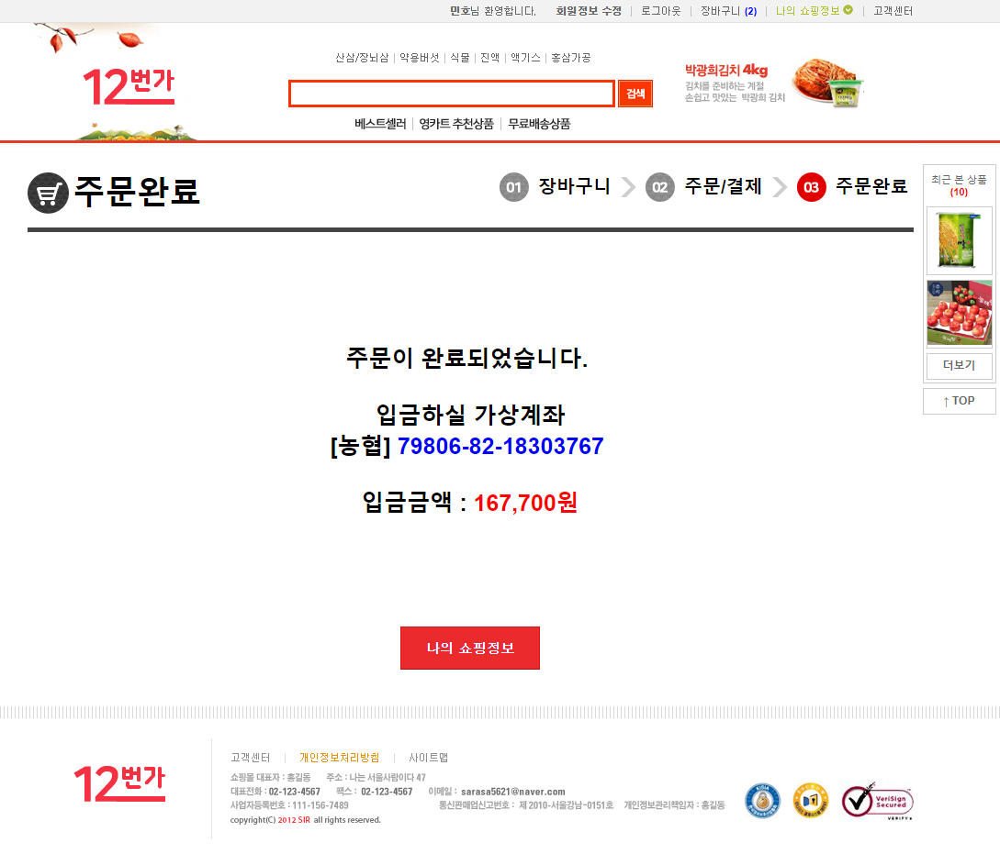 민호님 환영합니다. 회원정보 수정 | 로그아웃 | 장바구니 (2) | 나의 쇼핑정보 | 고객센터
12번가
산삼/장뇌삼 | 약용버섯 | 식물 | 진액 | 엑기스 | 홍삼가공
검색
베스트셀러 | 영카트 추천상품 | 무료배송상품
박광희김치 4kg
김치를 준비하는 계절
손쉽고 맛있는 박광희 김치
주문완료
01 장바구니 02 주문/결제 03 주문완료
최근 본 상품
(10)
더보기
↑ TOP
주문이 완료되었습니다.
입금하실 가상계좌
[농협] 79806-82-18303767
입금금액 : 167,700원
나의 쇼핑정보
12번가
고객센터 | 개인정보처리방침 | 사이트맵
쇼핑몰 대표자 : 홍길동 주소 : 나는 서울사람이다 47
대표전화 : 02-123-4567 팩스 : 02-123-4567 이메일 : sarasa5621@naver.com
사업자등록번호 : 111-156-7489 통신판매업신고번호 : 제 2010-서울강남-0151호 개인정보관리책임자 : 홍길동
copyright(C) 2012 SIR all rights reserved.
VeriSign
Secured
VERIFY